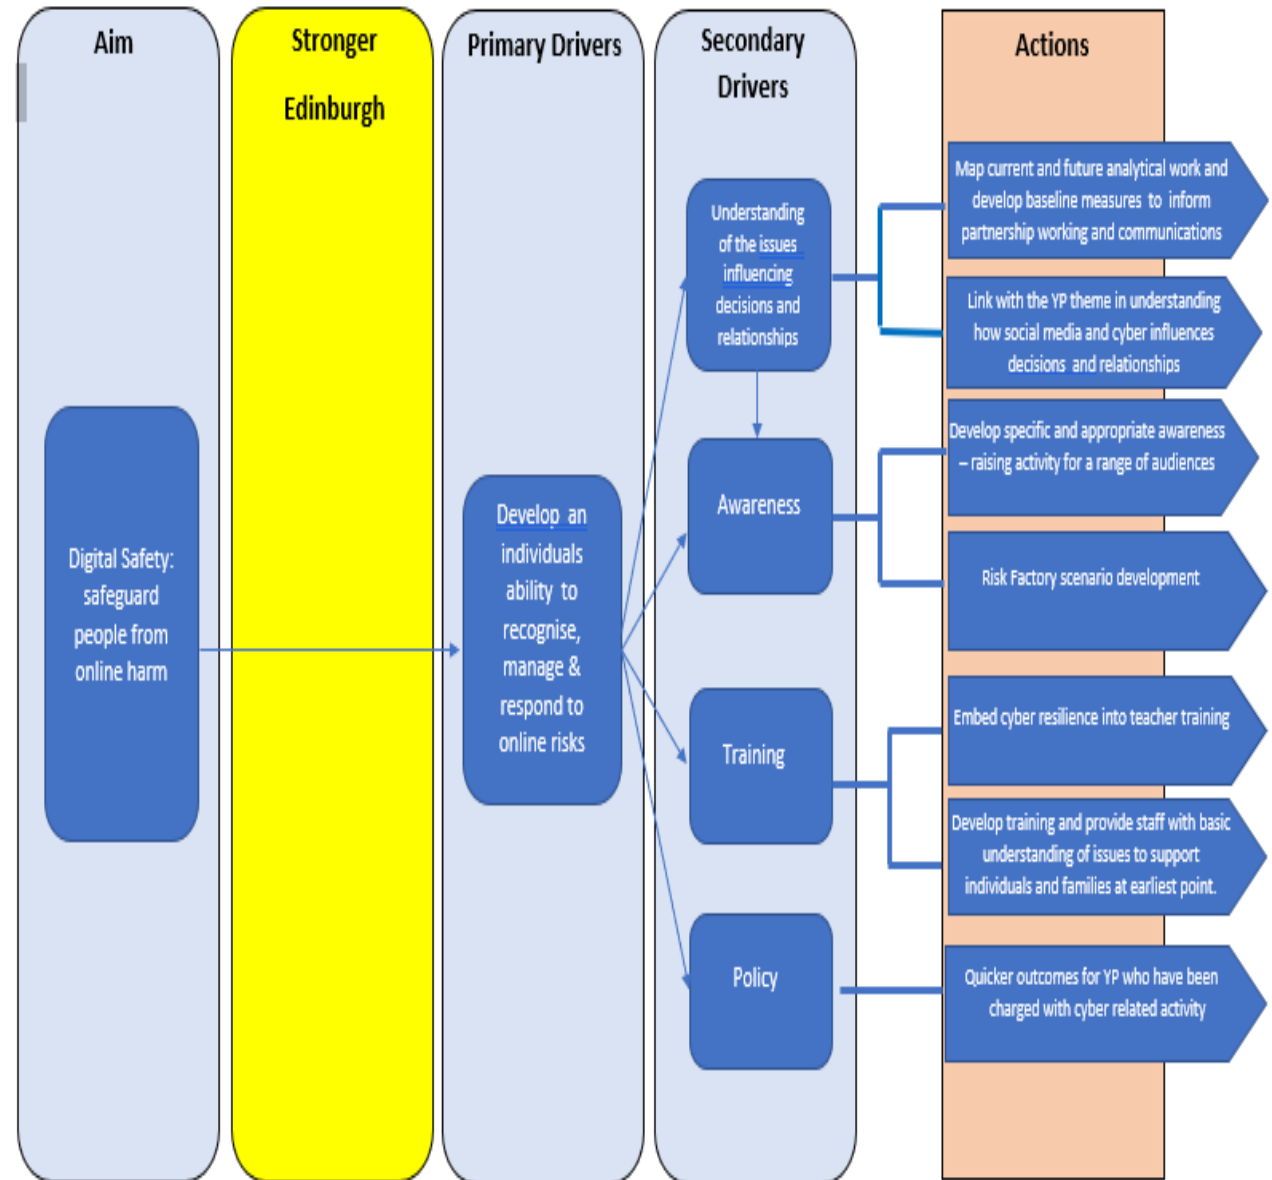 Aim
Stronger
Edinburgh
Primary Drivers
Secondary
Drivers
Actions
Digital Safety:
safeguard
people from
online harm
Develop an
individuals
ability to
recognise,
manage &
respond to
online risks
Understanding
of the issues
influencing
decisions and
relationships
Awareness
Training
Policy
Map current and future analytical work and
develop baseline measures to inform
partnership working and communications
Link with the YP theme in understanding
how social media and cyber influences
decisions and relationships
Develop specific and appropriate awareness
– raising activity for a range of audiences
Risk Factory scenario development
Embed cyber resilience into teacher training
Develop training and provide staff with basic
understanding of issues to support
individuals and families at earliest point.
Quicker outcomes for YP who have been
charged with cyber related activity